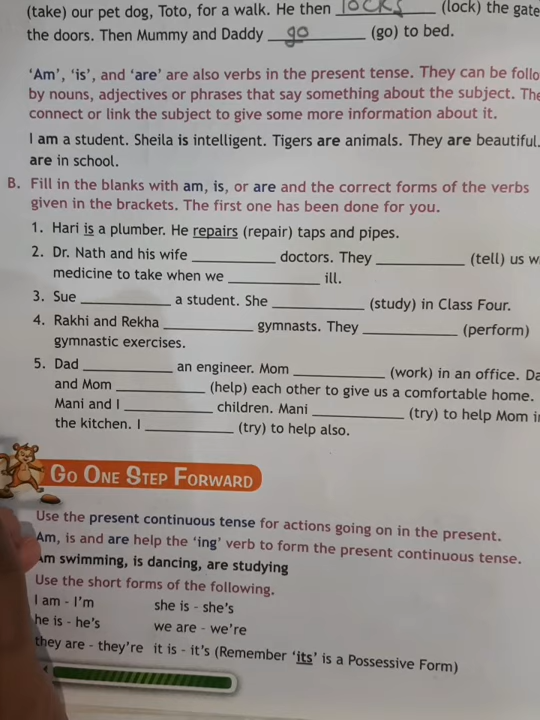 (take) our pet dog, Toto, for a walk. He then locks (lock) the gate
the doors. Then Mummy and Daddy go (go) to bed.
'Am', 'is', and 'are' are also verbs in the present tense. They can be follo
by nouns, adjectives or phrases that say something about the subject. The
connect or link the subject to give some more information about it.
I am a student. Sheila is intelligent. Tigers are animals. They are beautiful.
are in school.
B. Fill in the blanks with am, is, or are and the correct forms of the verbs
given in the brackets. The first one has been done for you.
1. Hari is a plumber. He repairs (repair) taps and pipes.
2. Dr. Nath and his wife __________ doctors. They __________ (tell) us w
medicine to take when we __________ ill.
3. Sue __________ a student. She __________ (study) in Class Four.
4. Rakhi and Rekha __________ gymnasts. They __________ (perform)
gymnastic exercises.
5. Dad __________ an engineer. Mom __________ (work) in an office. Da
and Mom __________ (help) each other to give us a comfortable home.
Mani and I __________ children. Mani __________ (try) to help Mom i
the kitchen. I __________ (try) to help also.
GO ONE STEP FORWARD
Use the present continuous tense for actions going on in the present.
Am, is and are help the 'ing' verb to form the present continuous tense.
Am swimming, is dancing, are studying
Use the short forms of the following.
I am - I'm she is - she's
he is - he's we are - we're
they are - they're it is - it's (Remember 'its' is a Possessive Form)